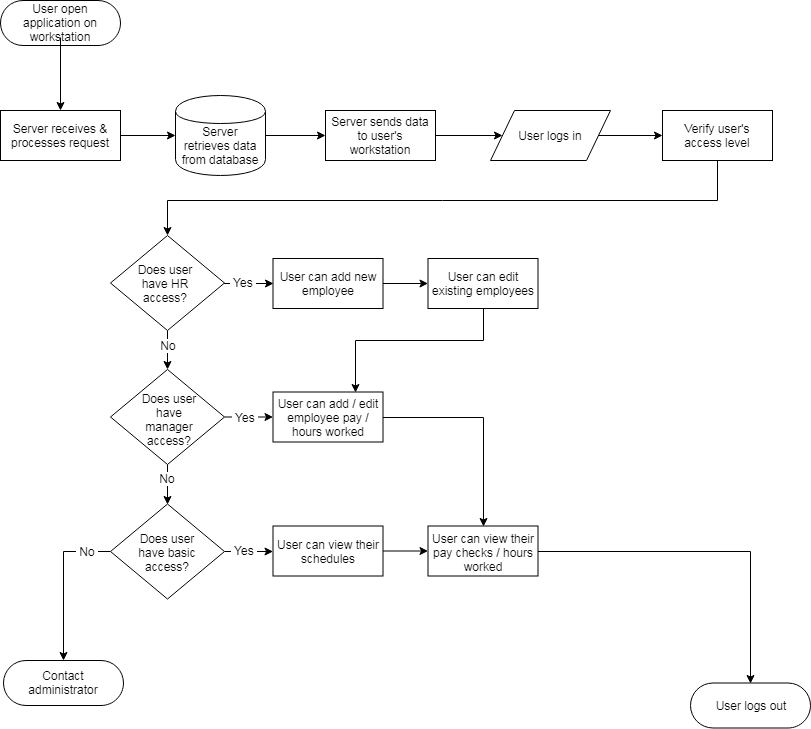 User open
application on
workstation
Server receives &
processes request
Server
retrieves data
from database
Server sends data
to user's
workstation
User logs in
Verify user's
access level
Does user
have HR
access?
Yes
User can add new
employee
User can edit
existing employees
No
Does user
have
manager
access?
Yes
User can add / edit
employee pay /
hours worked
No
Does user
have basic
access?
No
Yes
User can view their
schedules
User can view their
pay checks / hours
worked
Contact
administrator
User logs out